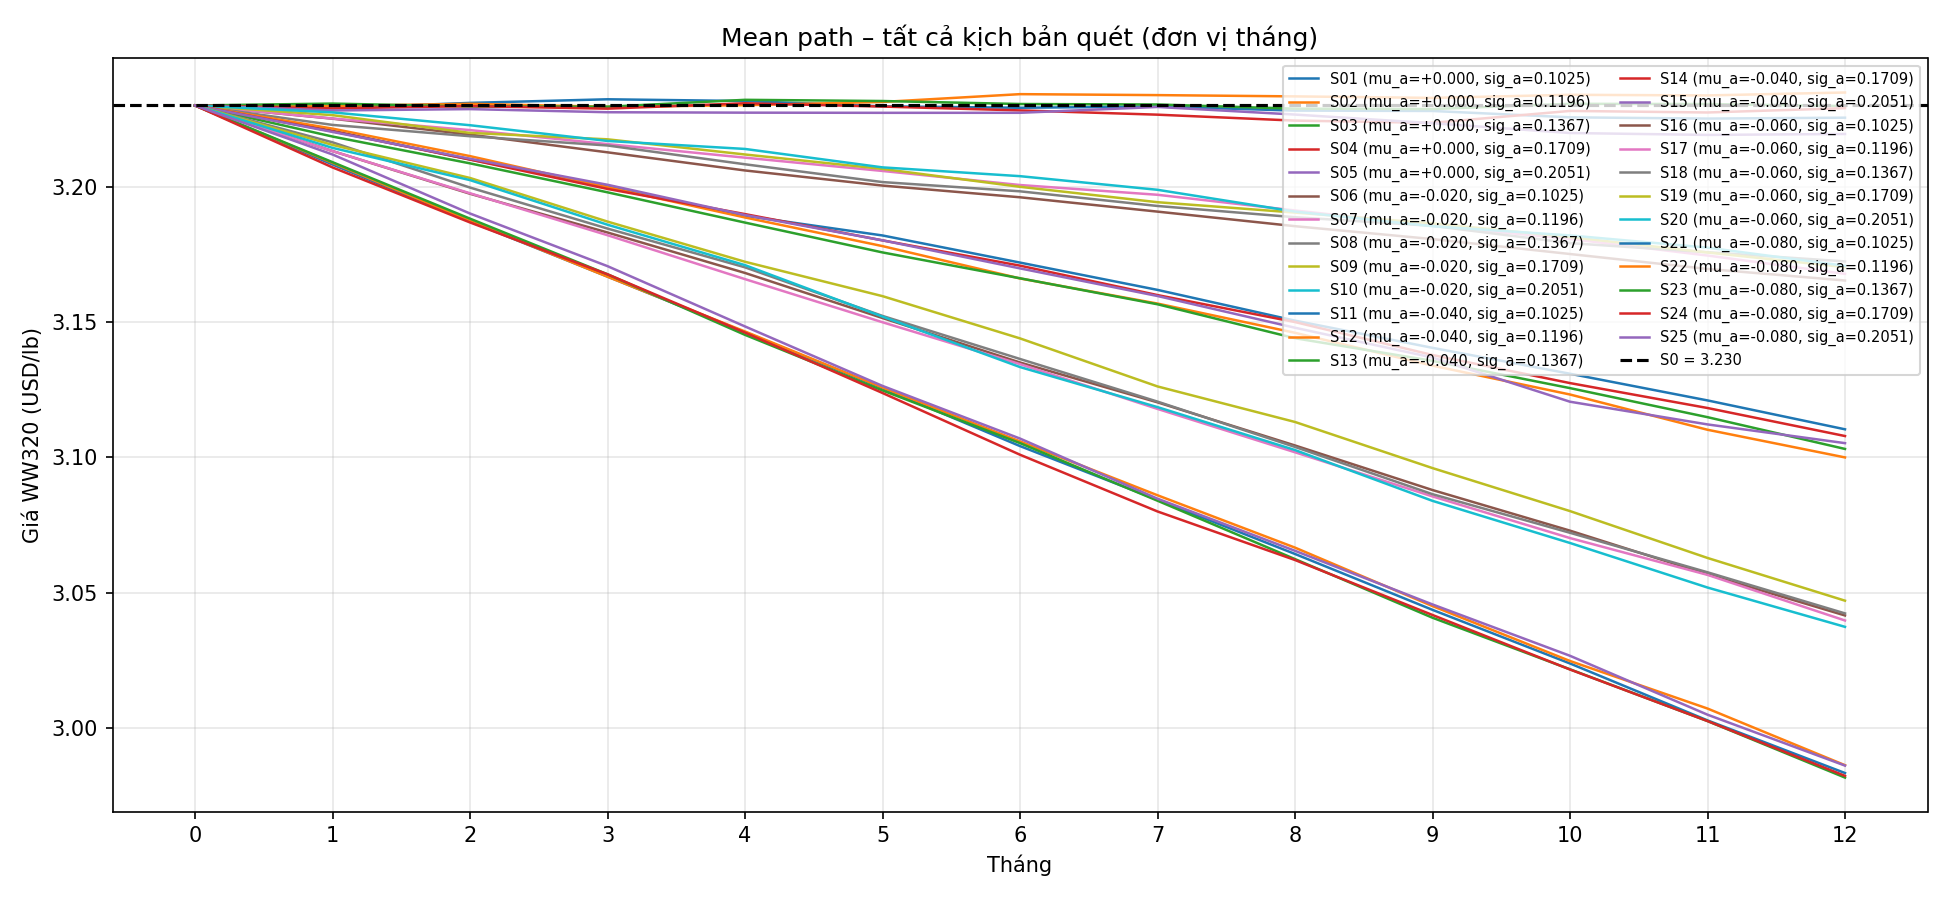 Mean path – tất cả kịch bản quét (đơn vị tháng)
S01 (mu_a=+0.000, sig_a=0.1025)
S02 (mu_a=+0.000, sig_a=0.1196)
S03 (mu_a=+0.000, sig_a=0.1367)
S04 (mu_a=+0.000, sig_a=0.1709)
S05 (mu_a=+0.000, sig_a=0.2051)
S06 (mu_a=-0.020, sig_a=0.1025)
S07 (mu_a=-0.020, sig_a=0.1196)
S08 (mu_a=-0.020, sig_a=0.1367)
S09 (mu_a=-0.020, sig_a=0.1709)
S10 (mu_a=-0.020, sig_a=0.2051)
S11 (mu_a=-0.040, sig_a=0.1025)
S12 (mu_a=-0.040, sig_a=0.1196)
S13 (mu_a=-0.040, sig_a=0.1367)
S14 (mu_a=-0.040, sig_a=0.1709)
S15 (mu_a=-0.040, sig_a=0.2051)
S16 (mu_a=-0.060, sig_a=0.1025)
S17 (mu_a=-0.060, sig_a=0.1196)
S18 (mu_a=-0.060, sig_a=0.1367)
S19 (mu_a=-0.060, sig_a=0.1709)
S20 (mu_a=-0.060, sig_a=0.2051)
S21 (mu_a=-0.080, sig_a=0.1025)
S22 (mu_a=-0.080, sig_a=0.1196)
S23 (mu_a=-0.080, sig_a=0.1367)
S24 (mu_a=-0.080, sig_a=0.1709)
S25 (mu_a=-0.080, sig_a=0.2051)
S0 = 3.230
Giá WW320 (USD/lb)
3.20
3.15
3.10
3.05
3.00
0 1 2 3 4 5 6 7 8 9 10 11 12
Tháng